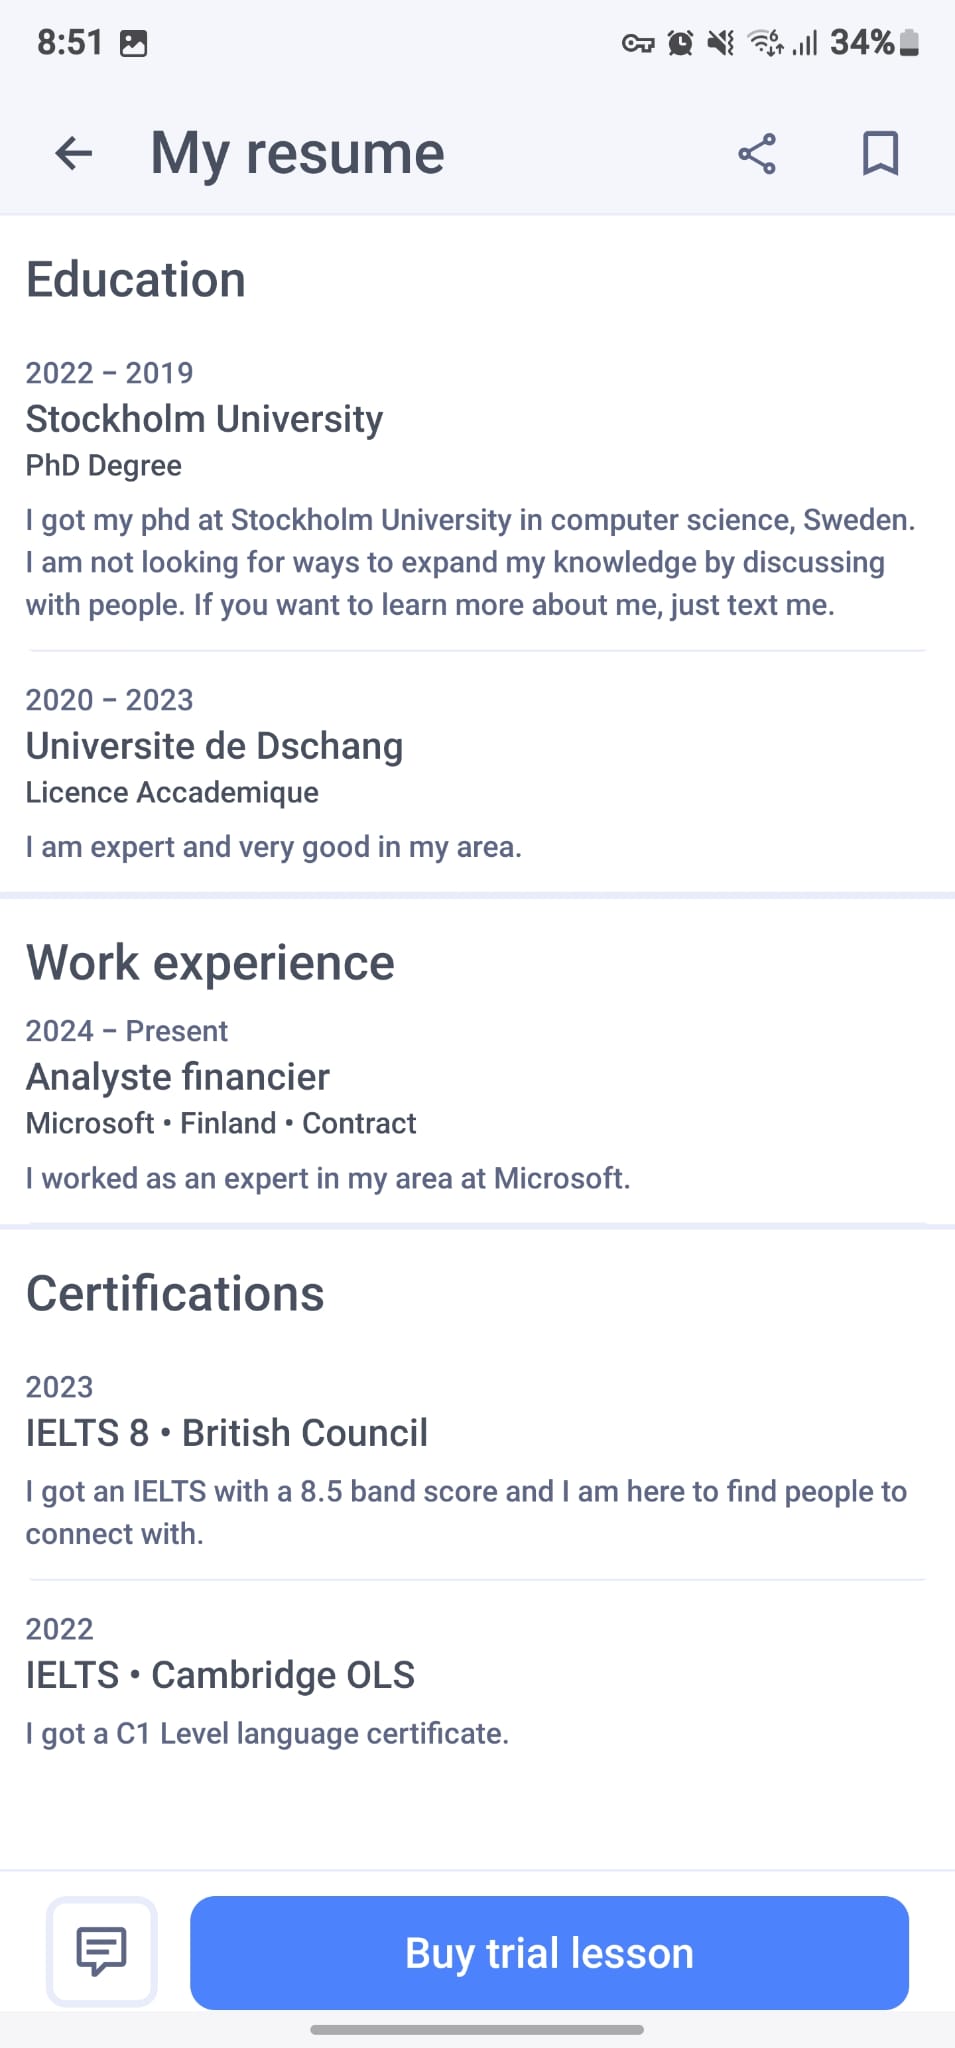 8:51
6
34%
My resume
Education
2022 – 2019
Stockholm University
PhD Degree
I got my phd at Stockholm University in computer science, Sweden.
I am not looking for ways to expand my knowledge by discussing
with people. If you want to learn more about me, just text me.
2020 – 2023
Universite de Dschang
Licence Accademique
I am expert and very good in my area.
Work experience
2024 – Present
Analyste financier
Microsoft • Finland • Contract
I worked as an expert in my area at Microsoft.
Certifications
2023
IELTS 8 • British Council
I got an IELTS with a 8.5 band score and I am here to find people to
connect with.
2022
IELTS • Cambridge OLS
I got a C1 Level language certificate.
Buy trial lesson